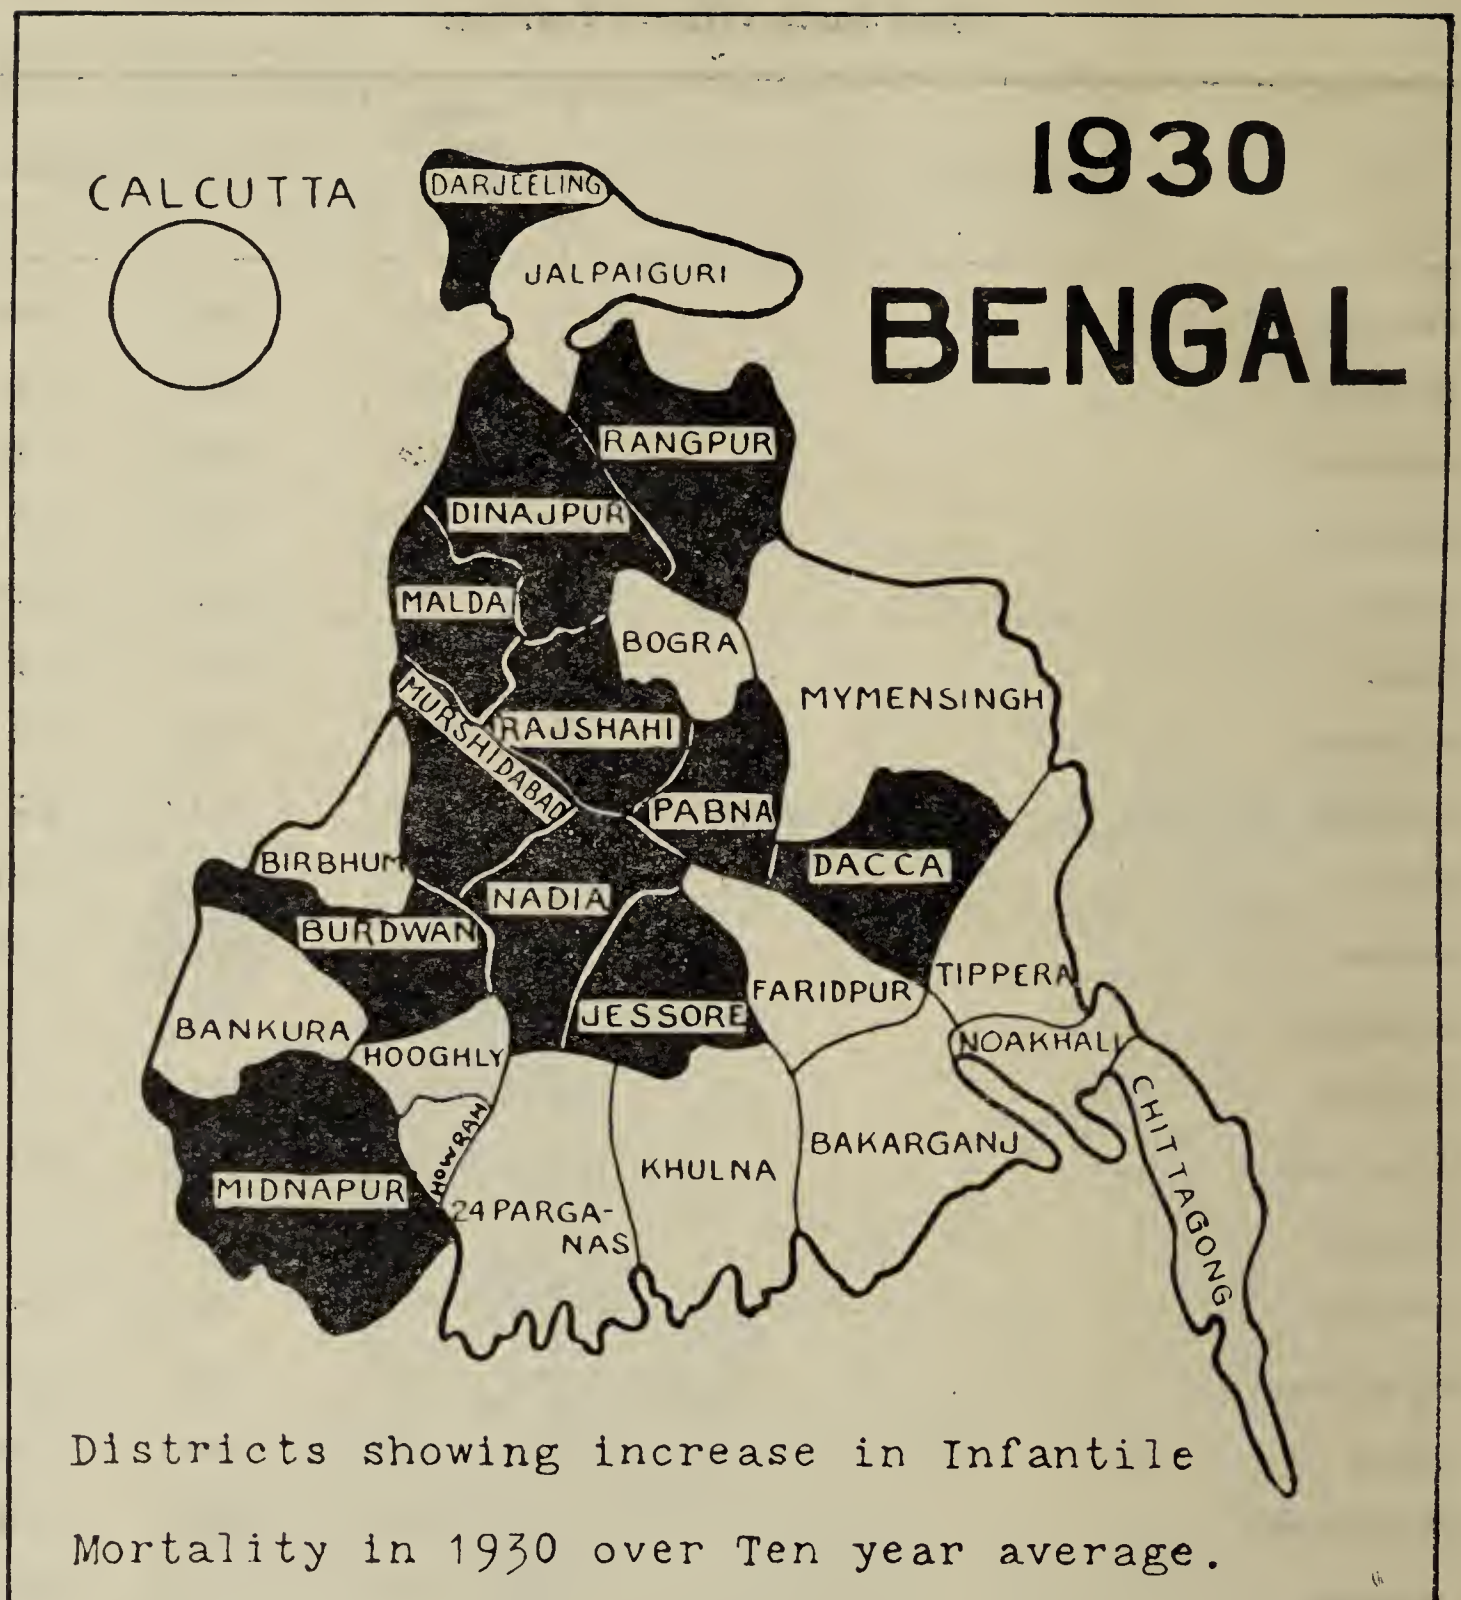 1930
BENGAL
CALCUTTA
DARJEELING
JALPAIGURI
RANGPUR
DINAJPUR
MALDA
BOGRA
MYMENSINGH
MURSHIDABAD
RAJSHAHI
PABNA
BIRBHUM
DACCA
NADIA
BURDWAN
TIPPERA
FARIDPUR
JESSORE
BANKURA
HOOGHLY
NOAKHALI
CHITTAGONG
HOWRAH
BAKARGANJ
KHULNA
MIDNAPUR
24 PARGA-
NAS
Districts showing increase in Infantile
Mortality in 1930 over Ten year average.